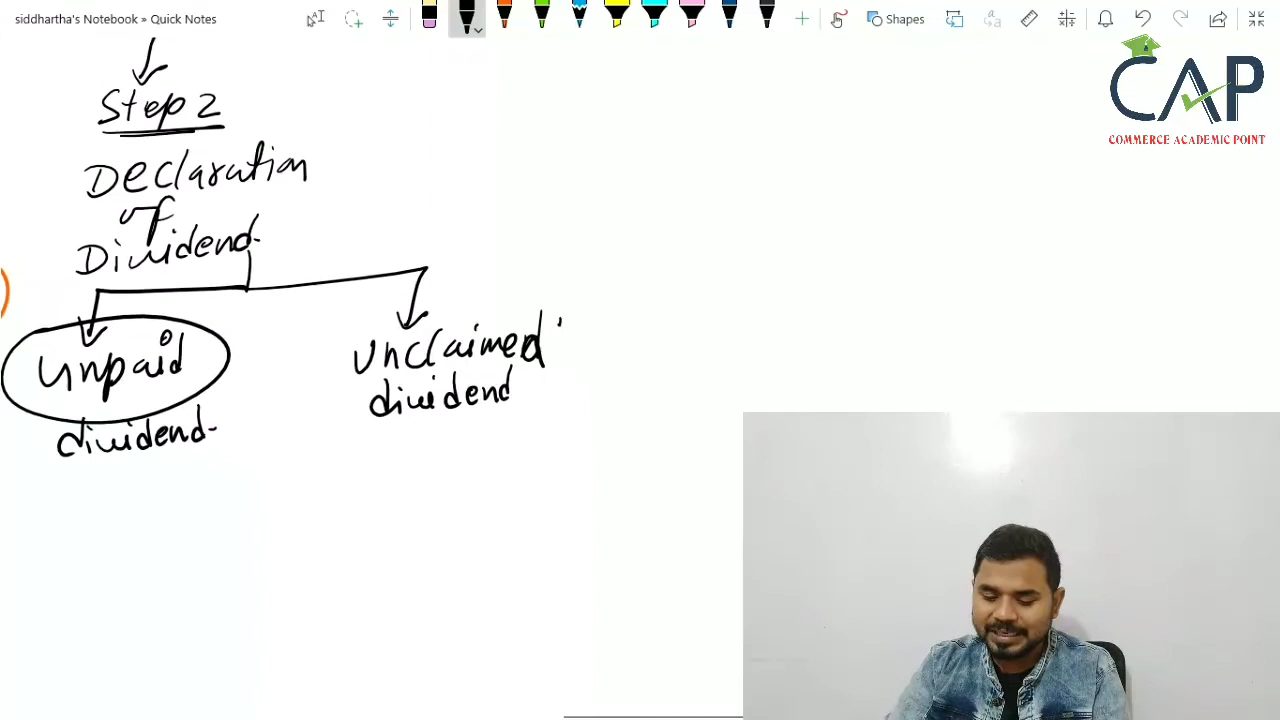 siddhartha's Notebook » Quick Notes
Shapes
CAP
COMMERCE ACADEMIC POINT
Step 2
Declaration
of
Dividend.
unpaid
dividend.
unclaimed
dividend